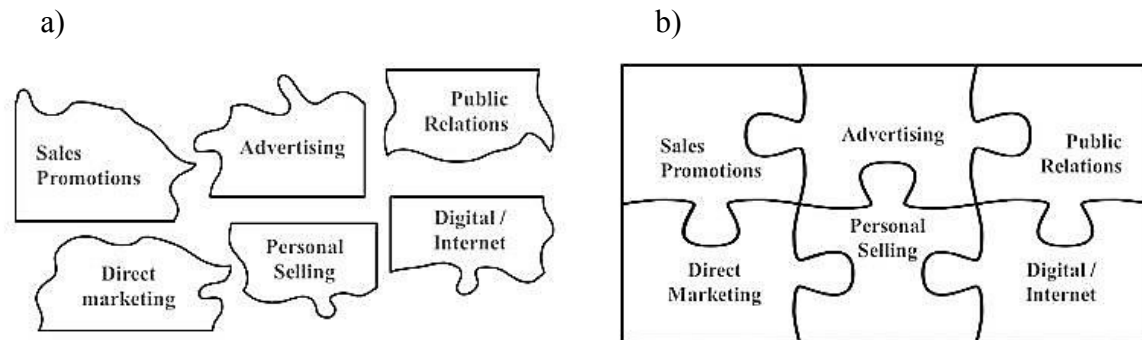 a)
b)
Sales
Promotions
Advertising
Public
Relations
Direct
marketing
Personal
Selling
Digital /
Internet
Sales
Promotions
Advertising
Public
Relations
Direct
Marketing
Personal
Selling
Digital /
Internet